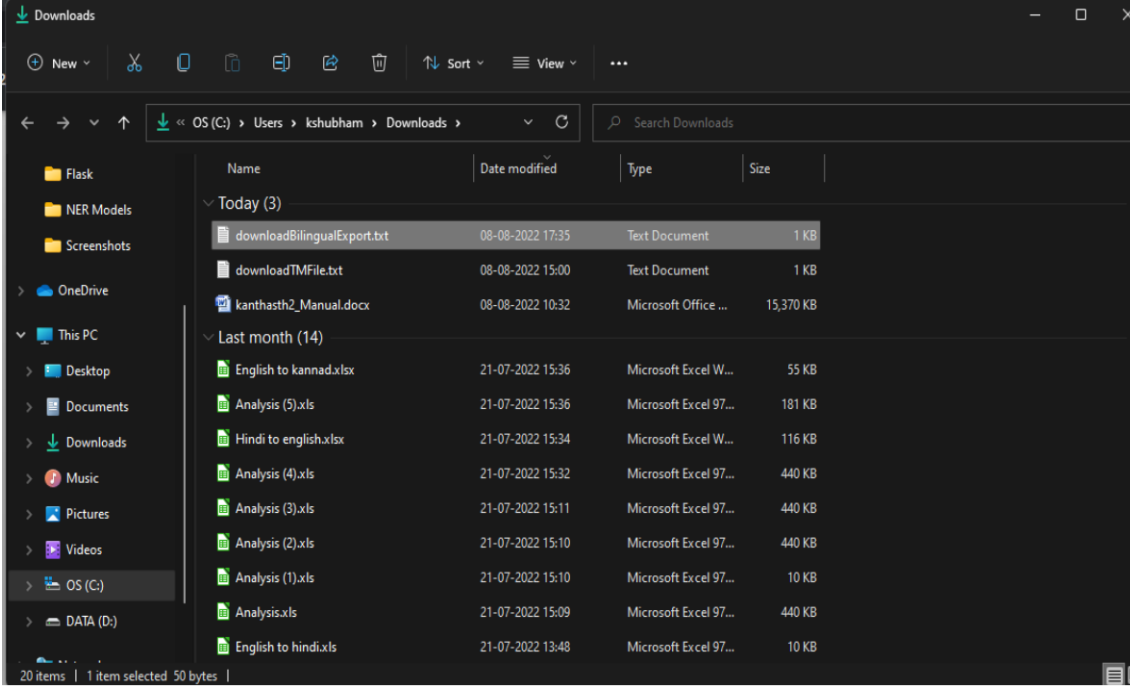 Downloads
New
Sort
View
OS (C:) › Users › kshubham › Downloads ›
Search Downloads
Flask
NER Models
Screenshots
OneDrive
This PC
Desktop
Documents
Downloads
Music
Pictures
Videos
OS (C:)
DATA (D:)
Name Date modified Type Size
Today (3)
downloadBilingualExport.txt 08-08-2022 17:35 Text Document 1 KB
downloadTMFile.txt 08-08-2022 15:00 Text Document 1 KB
kanthasth2_Manual.docx 08-08-2022 10:32 Microsoft Office ... 15,370 KB
Last month (14)
English to kannad.xlsx 21-07-2022 15:36 Microsoft Excel W... 55 KB
Analysis (5).xls 21-07-2022 15:36 Microsoft Excel 97... 181 KB
Hindi to english.xlsx 21-07-2022 15:34 Microsoft Excel W... 116 KB
Analysis (4).xls 21-07-2022 15:32 Microsoft Excel 97... 440 KB
Analysis (3).xls 21-07-2022 15:11 Microsoft Excel 97... 440 KB
Analysis (2).xls 21-07-2022 15:10 Microsoft Excel 97... 440 KB
Analysis (1).xls 21-07-2022 15:10 Microsoft Excel 97... 10 KB
Analysis.xls 21-07-2022 15:09 Microsoft Excel 97... 440 KB
English to hindi.xls 21-07-2022 13:48 Microsoft Excel 97... 10 KB
20 items | 1 item selected 50 bytes |